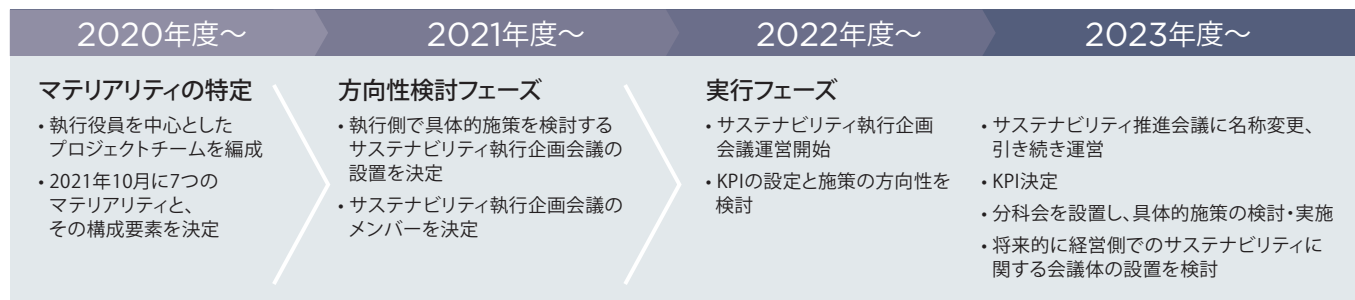 2020年度～
2021年度～
2022年度～
2023年度～
マテリアリティの特定
・執行役員を中心とした
プロジェクトチームを編成
・2021年10月に7つの
マテリアリティと、
その構成要素を決定
方向性検討フェーズ
・執行側で具体的施策を検討する
サステナビリティ執行企画会議の
設置を決定
・サステナビリティ執行企画会議の
メンバーを決定
実行フェーズ
・サステナビリティ執行企画
会議運営開始
・KPIの設定と施策の方向性を
検討
・サステナビリティ推進会議に名称変更、
引き続き運営
・KPI決定
・分科会を設置し、具体的施策の検討・実施
・将来的に経営側でのサステナビリティに
関する会議体の設置を検討